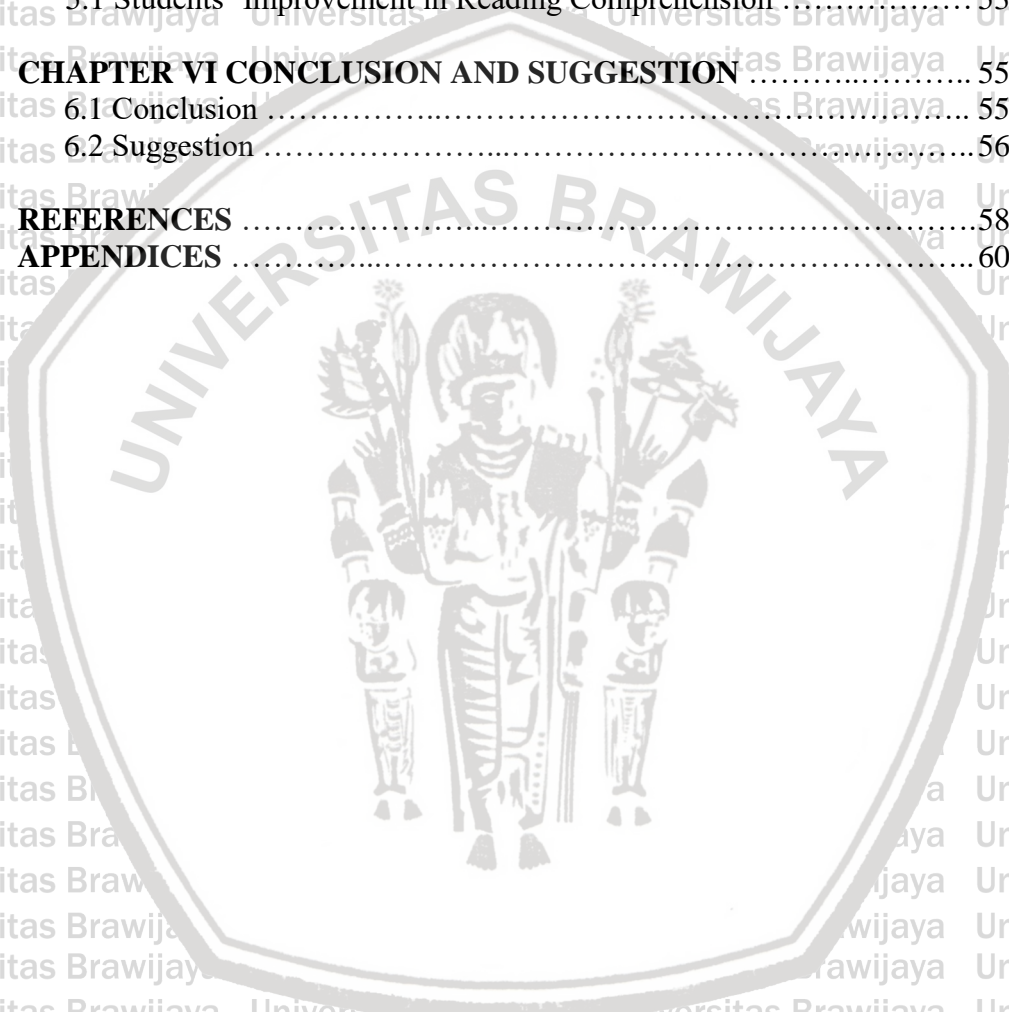 5.1 Students' Improvement in Reading Comprehension ………………… 53
CHAPTER VI CONCLUSION AND SUGGESTION …………………….. 55
6.1 Conclusion ……………...…………………………………………….. 55
6.2 Suggestion …………………...………………………………………..56
REFERENCES …………………...………………………………………….58
APPENDICES …………...………………………………………………….. 60
UNIVERSITAS BRAWIJAYA